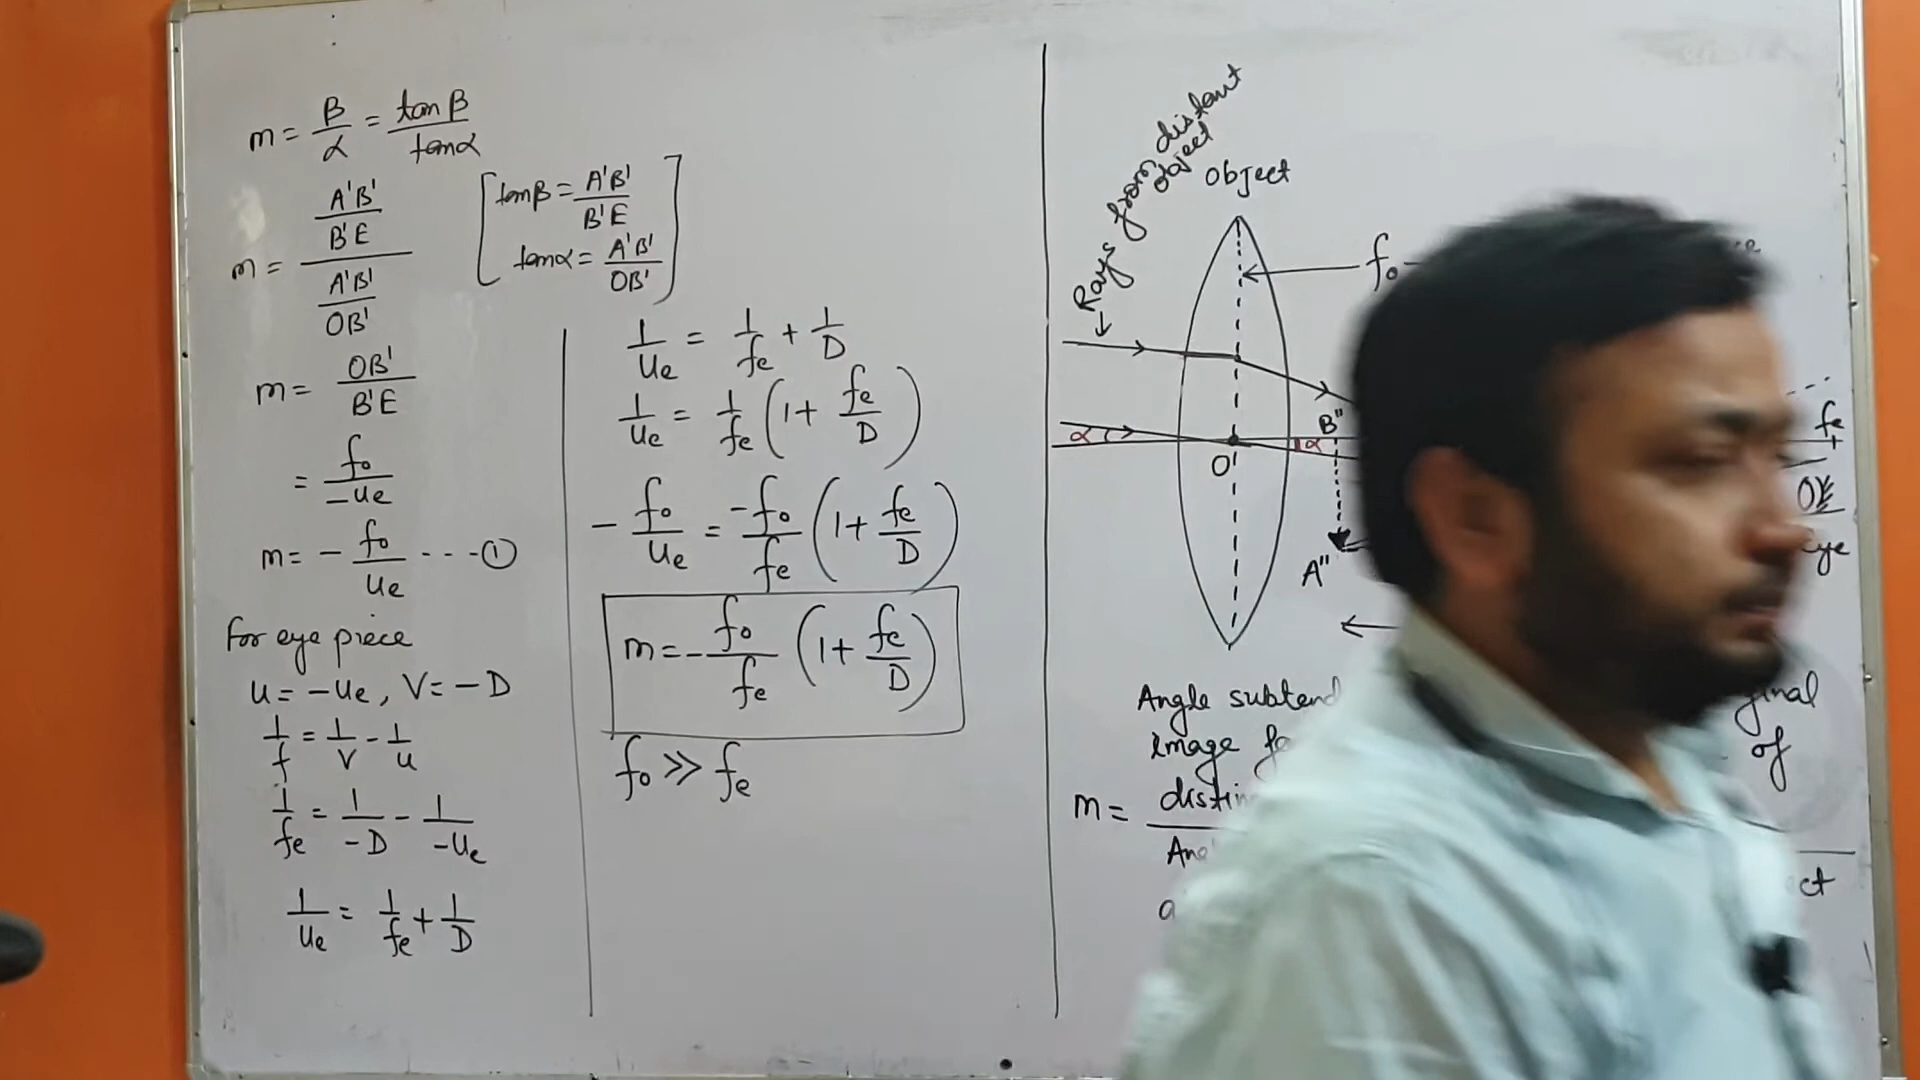 m = β/α = tanβ/tanα
m = (A'B'/B'E)/(A'B'/OB')
[tanβ = A'B'/B'E
tanα = A'B'/OB']
m = OB'/B'E
= fo/-ue
m = - fo/ue ---①
For eye piece
u = -ue, V = -D
1/f = 1/V - 1/u
1/fe = 1/-D - 1/-ue
1/ue = 1/fe + 1/D
1/ue = 1/fe + 1/D
1/ue = 1/fe (1 + fe/D)
- fo/ue = -fo/fe (1 + fe/D)
m = - fo/fe (1 + fe/D)
fo >> fe
Rays from distant
object
Object
fo
α
α
O
B"
A"
fe
eye
Angle
Image
m =
of